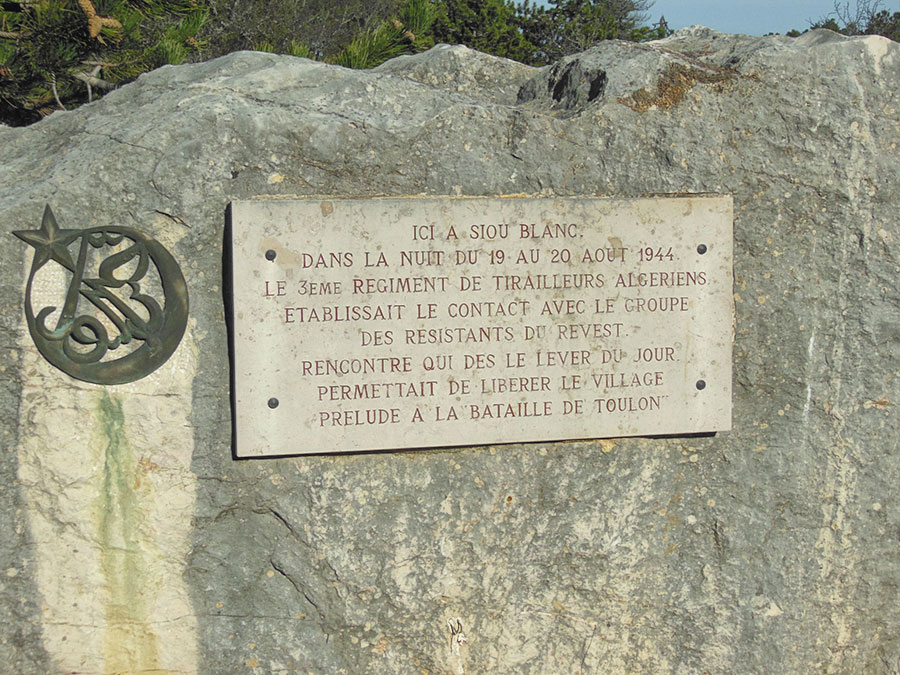 ICI A SIOU BLANC.
DANS LA NUIT DU 19 AU 20 AOUT 1944.
LE 3EME REGIMENT DE TIRAILLEURS ALGERIENS
ETABLISSAIT LE CONTACT AVEC LE GROUPE
DES RESISTANTS DU REVEST.
RENCONTRE QUI DES LE LEVER DU JOUR.
PERMETTAIT DE LIBERER LE VILLAGE
PRELUDE A LA "BATAILLE DE TOULON"